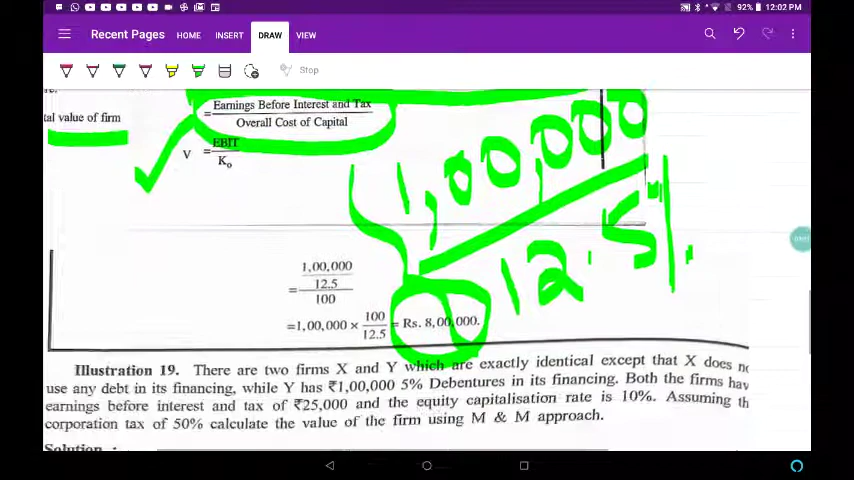 92% 12:02 PM
Recent Pages HOME INSERT DRAW VIEW
Stop
tal value of firm = Earnings Before Interest and Tax
Overall Cost of Capital
V = EBIT
K₀
1,00,000
12.5%
1,00,000
= 12.5
100
=1,00,000 × 100 = Rs. 8,00,000.
12.5
Illustration 19. There are two firms X and Y which are exactly identical except that X does no
use any debt in its financing, while Y has ₹1,00,000 5% Debentures in its financing. Both the firms hav
earnings before interest and tax of ₹25,000 and the equity capitalisation rate is 10%. Assuming th
corporation tax of 50% calculate the value of the firm using M & M approach.
Solution :